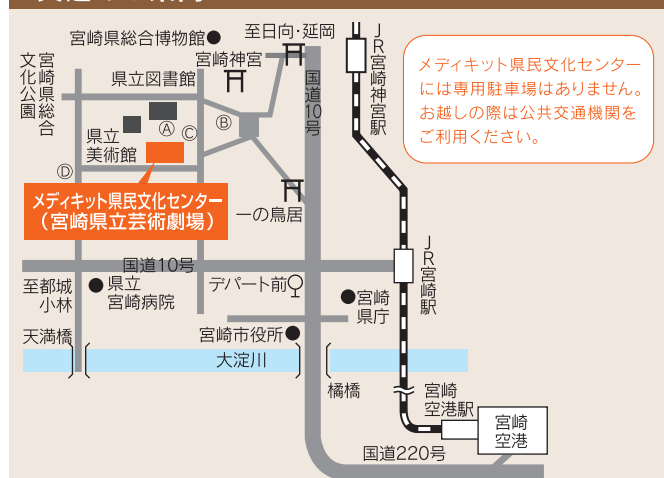 宮崎県総合博物館
至日向・延岡
宮崎神宮
宮崎県総合
文化公園
県立図書館
国道10号
JR宮崎神宮駅
メディキット県民文化センター
には専用駐車場はありません。
お越しの際は公共交通機関を
ご利用ください。
Ⓐ
Ⓑ
Ⓒ
県立
美術館
Ⓓ
メディキット県民文化センター
（宮崎県立芸術劇場）
一の鳥居
国道10号
JR宮崎駅
至都城
小林
県立
宮崎病院
デパート前
宮崎
県庁
天満橋
宮崎市役所
大淀川
橘橋
宮崎
空港駅
宮崎
空港
国道220号